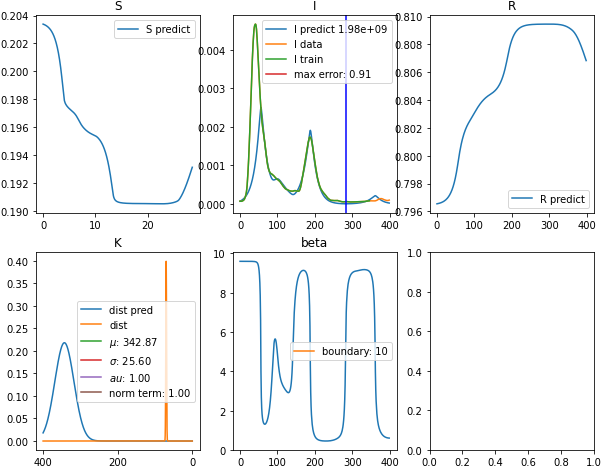 S
I
R
0.204
0.202
0.200
0.198
0.196
0.194
0.192
0.190
0 10 20
S predict
0.004
0.003
0.002
0.001
0.000
0 100 200 300 400
I predict 1.98e+09
I data
I train
max error: 0.91
0.810
0.808
0.806
0.804
0.802
0.800
0.798
0.796
0 200 400
R predict
K
beta
0.40
0.35
0.30
0.25
0.20
0.15
0.10
0.05
0.00
400 200 0
dist pred
dist
μ: 342.87
σ: 25.60
au: 1.00
norm term: 1.00
10
8
6
4
2
0
0 100 200 300 400
boundary: 10
1.0
0.8
0.6
0.4
0.2
0.0
0.0 0.2 0.4 0.6 0.8 1.0